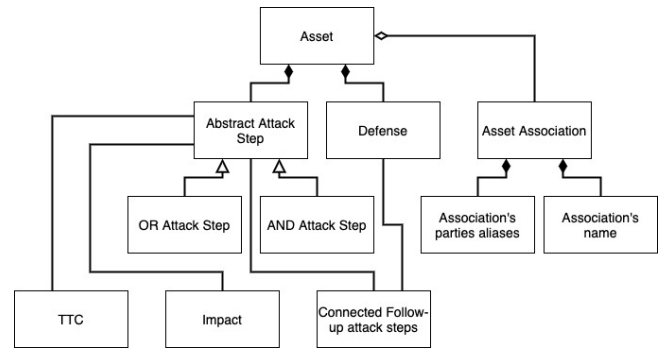 Asset
Abstract Attack
Step
Defense
Asset Association
OR Attack Step
AND Attack Step
Association's
parties aliases
Association's
name
TTC
Impact
Connected Follow-
up attack steps